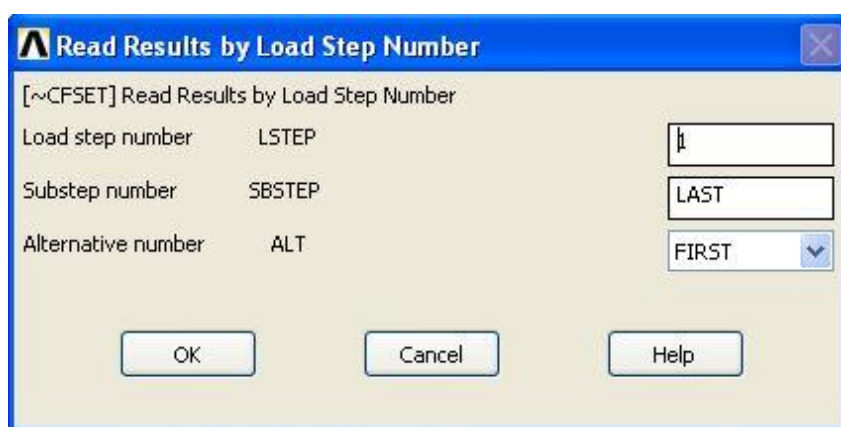 Read Results by Load Step Number
[~CFSET] Read Results by Load Step Number
Load step number LSTEP 1
Substep number SBSTEP LAST
Alternative number ALT FIRST
OK Cancel Help